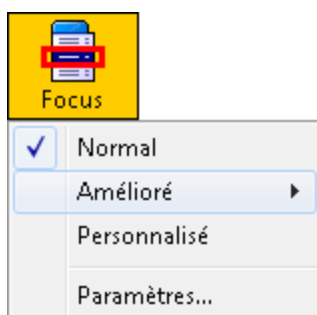 Focus
Normal
Amélioré
Personnalisé
Paramètres...